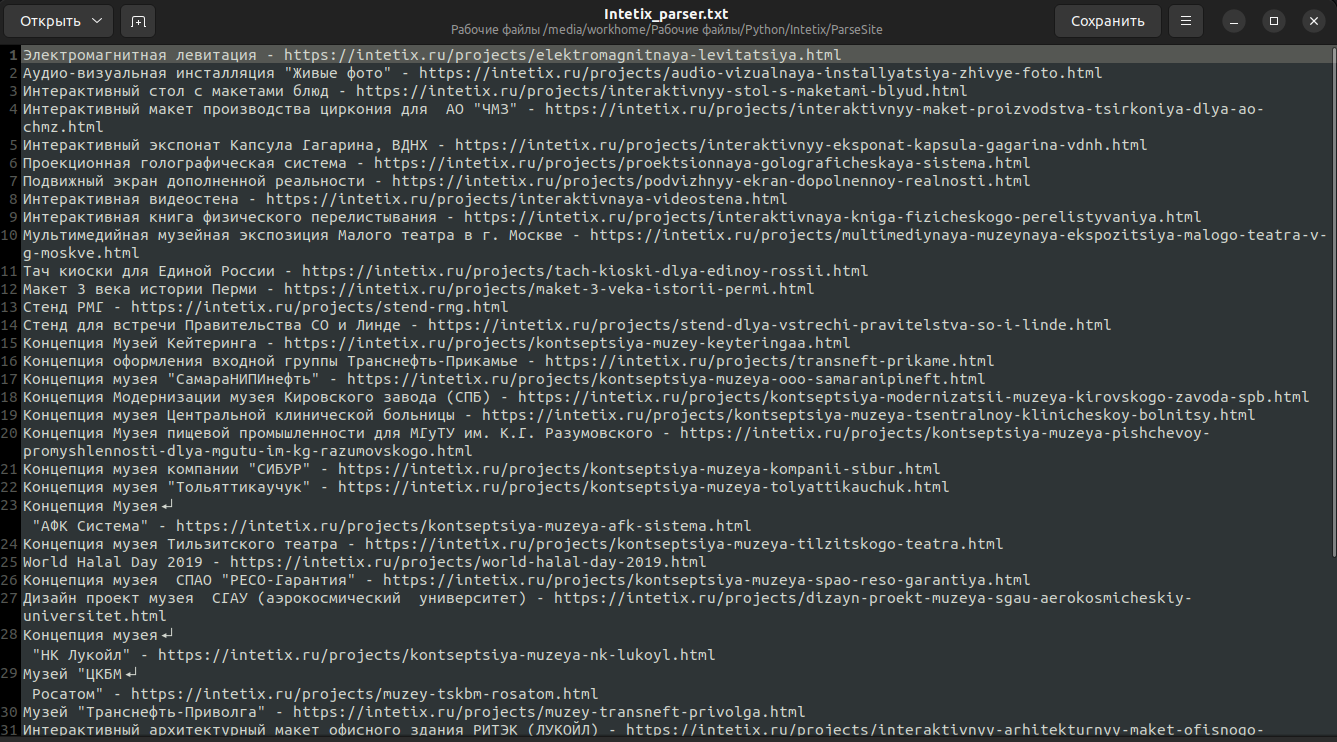 Открыть
Intetix_parser.txt
Рабочие файлы /media/workhome/Рабочие файлы/Python/Intetix/ParseSite
Сохранить
1 Электромагнитная левитация - https://intetix.ru/projects/elektromagnitnaya-levitatsiya.html
2 Аудио-визуальная инсталляция "Живые фото" - https://intetix.ru/projects/audio-vizualnaya-installyatsiya-zhivye-foto.html
3 Интерактивный стол с макетами блюд - https://intetix.ru/projects/interaktivnyy-stol-s-maketami-blyud.html
4 Интерактивный макет производства циркония для  АО "ЧМЗ" - https://intetix.ru/projects/interaktivnyy-maket-proizvodstva-tsirkoniya-dlya-ao-
chmz.html
5 Интерактивный экспонат Капсула Гагарина, ВДНХ - https://intetix.ru/projects/interaktivnyy-eksponat-kapsula-gagarina-vdnh.html
6 Проекционная голографическая система - https://intetix.ru/projects/proektsionnaya-golograficheskaya-sistema.html
7 Подвижный экран дополненной реальности - https://intetix.ru/projects/podvizhnyy-ekran-dopolnennoy-realnosti.html
8 Интерактивная видеостена - https://intetix.ru/projects/interaktivnaya-videostena.html
9 Интерактивная книга физического перелистывания - https://intetix.ru/projects/interaktivnaya-kniga-fizicheskogo-perelistyvaniya.html
10 Мультимедийная музейная экспозиция Малого театра в г. Москве - https://intetix.ru/projects/multimediynaya-muzeynaya-ekspozitsiya-malogo-teatra-v-
g-moskve.html
11 Тач киоски для Единой России - https://intetix.ru/projects/tach-kioski-dlya-edinoy-rossii.html
12 Макет 3 века истории Перми - https://intetix.ru/projects/maket-3-veka-istorii-permi.html
13 Стенд РМГ - https://intetix.ru/projects/stend-rmg.html
14 Стенд для встречи Правительства СО и Линде - https://intetix.ru/projects/stend-dlya-vstrechi-pravitelstva-so-i-linde.html
15 Концепция Музей Кейтеринга - https://intetix.ru/projects/kontseptsiya-muzey-keyteringaa.html
16 Концепция оформления входной группы Транснефть-Прикамье - https://intetix.ru/projects/transneft-prikame.html
17 Концепция музея "СамараНИПИнефть" - https://intetix.ru/projects/kontseptsiya-muzeya-ooo-samaranipineft.html
18 Концепция Модернизации музея Кировского завода (СПБ) - https://intetix.ru/projects/kontseptsiya-modernizatsii-muzeya-kirovskogo-zavoda-spb.html
19 Концепция музея Центральной клинической больницы - https://intetix.ru/projects/kontseptsiya-muzeya-tsentralnoy-klinicheskoy-bolnitsy.html
20 Концепция Музея пищевой промышленности для МГуТУ им. К.Г. Разумовского - https://intetix.ru/projects/kontseptsiya-muzeya-pishchevoy-
promyshlennosti-dlya-mgutu-im-kg-razumovskogo.html
21 Концепция музея компании "СИБУР" - https://intetix.ru/projects/kontseptsiya-muzeya-kompanii-sibur.html
22 Концепция музея "Тольяттикаучук" - https://intetix.ru/projects/kontseptsiya-muzeya-tolyattikauchuk.html
23 Концепция Музея↵
"АФК Система" - https://intetix.ru/projects/kontseptsiya-muzeya-afk-sistema.html
24 Концепция музея Тильзитского театра - https://intetix.ru/projects/kontseptsiya-muzeya-tilzitskogo-teatra.html
25 World Halal Day 2019 - https://intetix.ru/projects/world-halal-day-2019.html
26 Концепция музея  СПАО "РЕСО-Гарантия" - https://intetix.ru/projects/kontseptsiya-muzeya-spao-reso-garantiya.html
27 Дизайн проект музея  СГАУ (аэрокосмический  университет) - https://intetix.ru/projects/dizayn-proekt-muzeya-sgau-aerokosmicheskiy-
universitet.html
28 Концепция музея↵
"НК Лукойл" - https://intetix.ru/projects/kontseptsiya-muzeya-nk-lukoyl.html
29 Музей "ЦКБМ↵
Росатом" - https://intetix.ru/projects/muzey-tskbm-rosatom.html
30 Музей "Транснефть-Приволга" - https://intetix.ru/projects/muzey-transneft-privolga.html
31 Интерактивный архитектурный макет офисного здания РИТЭК (ЛУКОЙЛ) - https://intetix.ru/projects/interaktivnyy-arhitekturnyy-maket-ofisnogo-